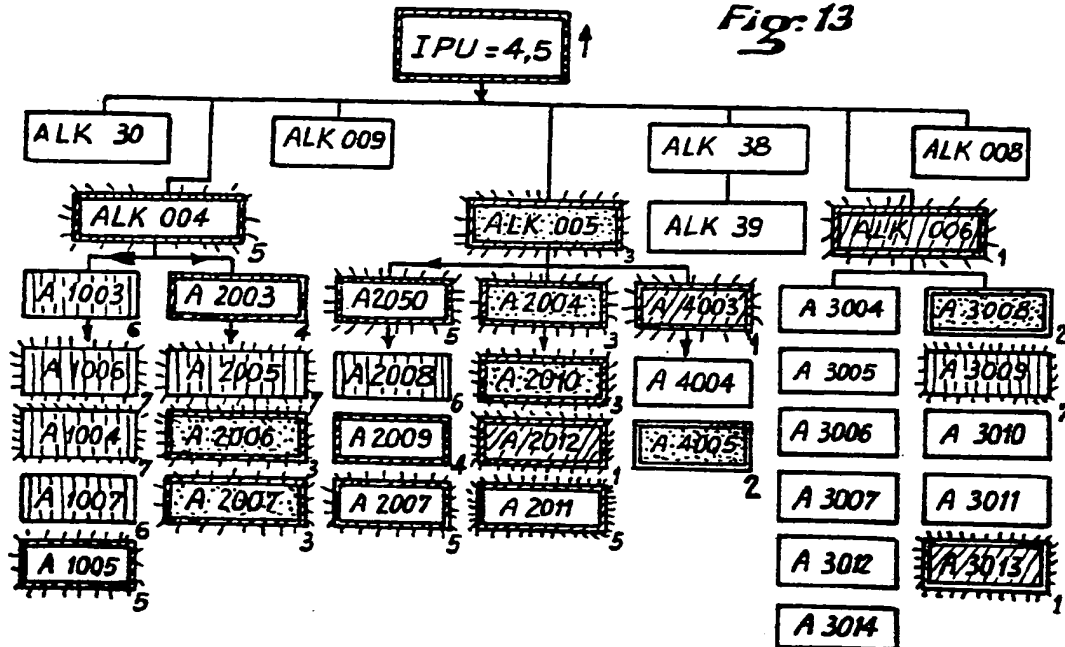 Fig. 13
IPU = 4,5
ALK 30
ALK 009
ALK 38
ALK 008
ALK 004
5
ALK 005
3
ALK 39
ALK 006
1
A 1003
6
A 2003
4
A2050
5
A 2004
3
A 4003
1
A 3004
A 3008
2
A 1006
7
A 2005
7
A 2008
6
A 2010
3
A 4004
A 3005
A 3009
7
A 1004
7
A 2006
3
A 2009
4
A 2012
1
A 4005
2
A 3006
A 3010
A 1007
6
A 2007
3
A 2007
5
A 2011
5
A 3007
A 3011
A 1005
5
A 3012
A 3013
1
A 3014